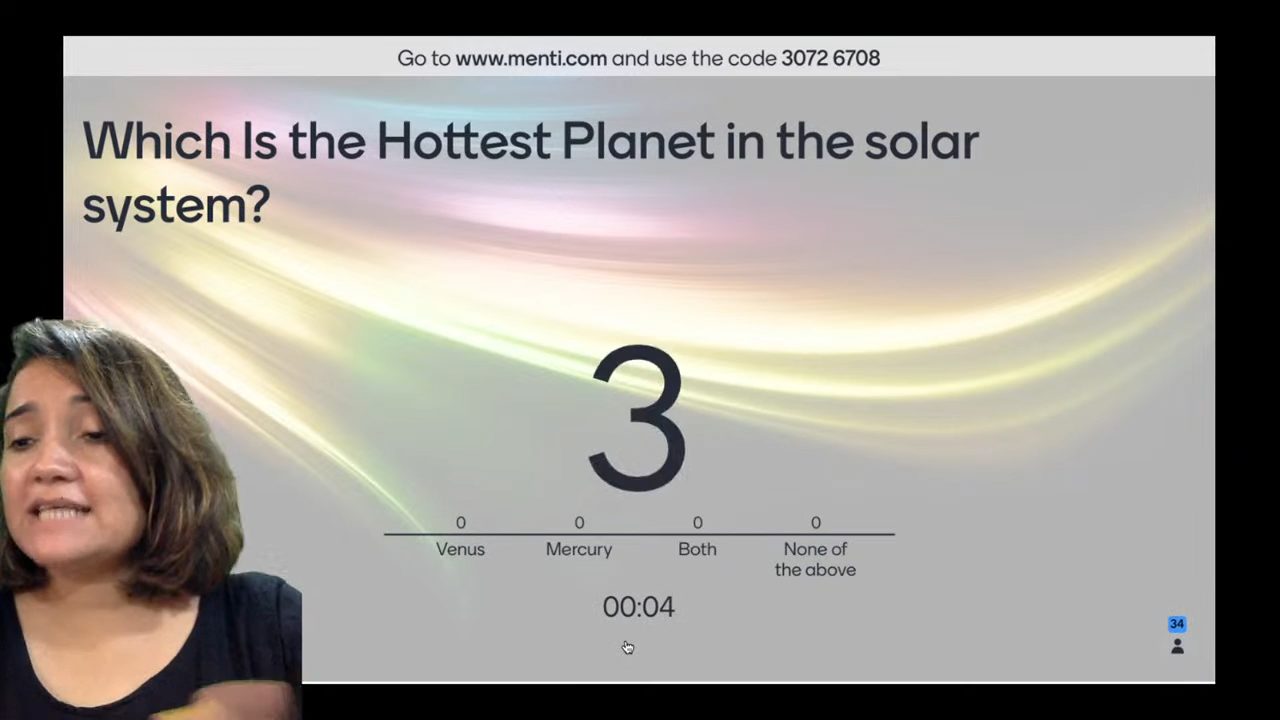 Go to www.menti.com and use the code 3072 6708
Which Is the Hottest Planet in the solar
system?
3
0 0 0 0
Venus Mercury Both None of
the above
00:04
34